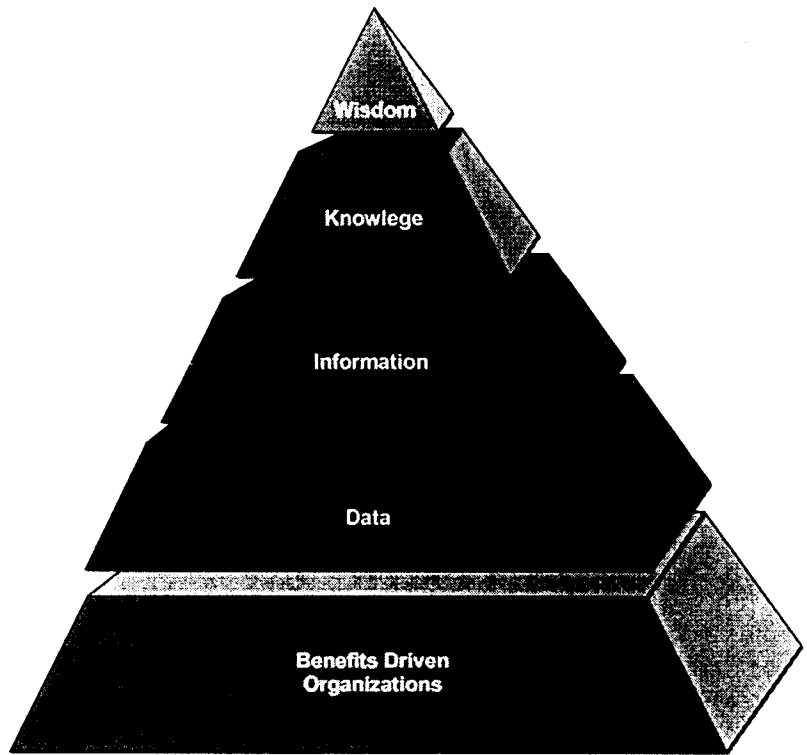 Wisdom
Knowlege
Information
Data
Benefits Driven
Organizations